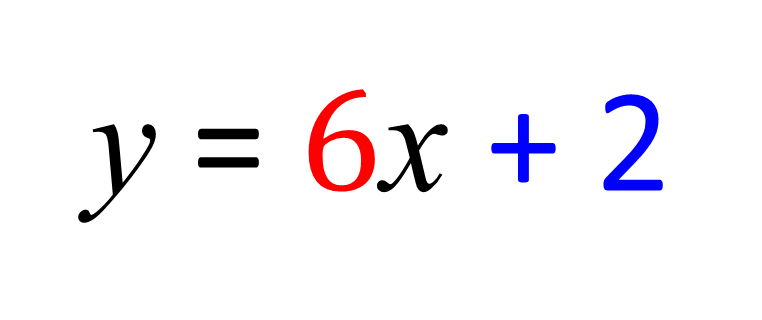 y = 6x + 2